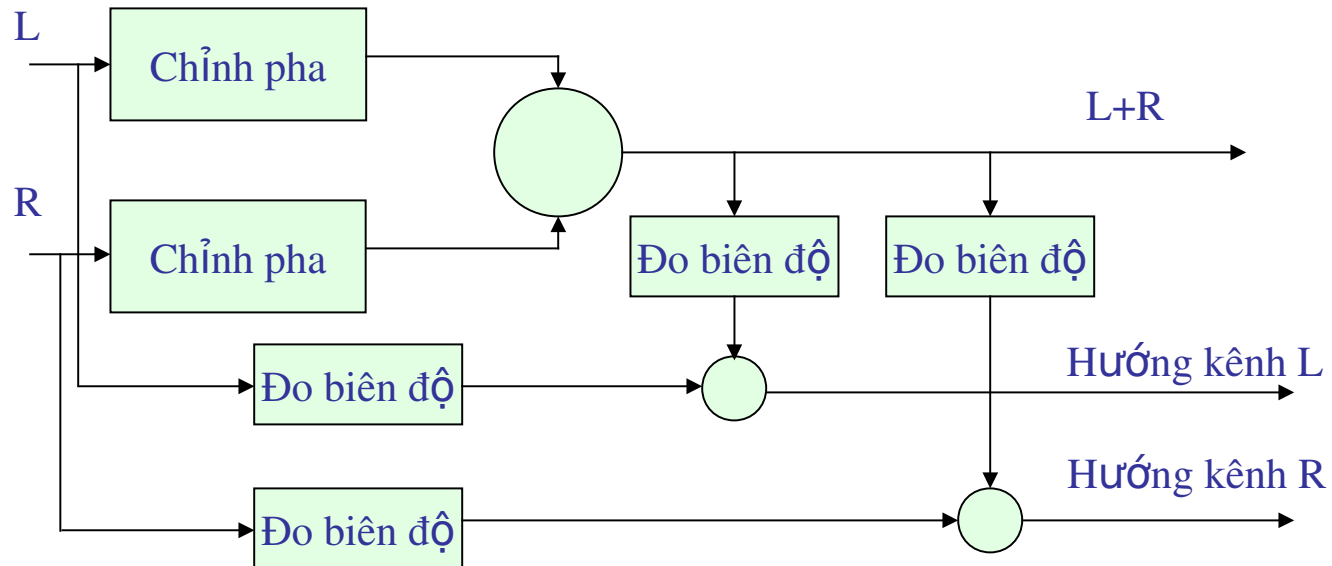 L
Chỉnh pha
L+R
R
Chỉnh pha
Đo biên độ
Đo biên độ
Đo biên độ
Hướng kênh L
Đo biên độ
Hướng kênh R